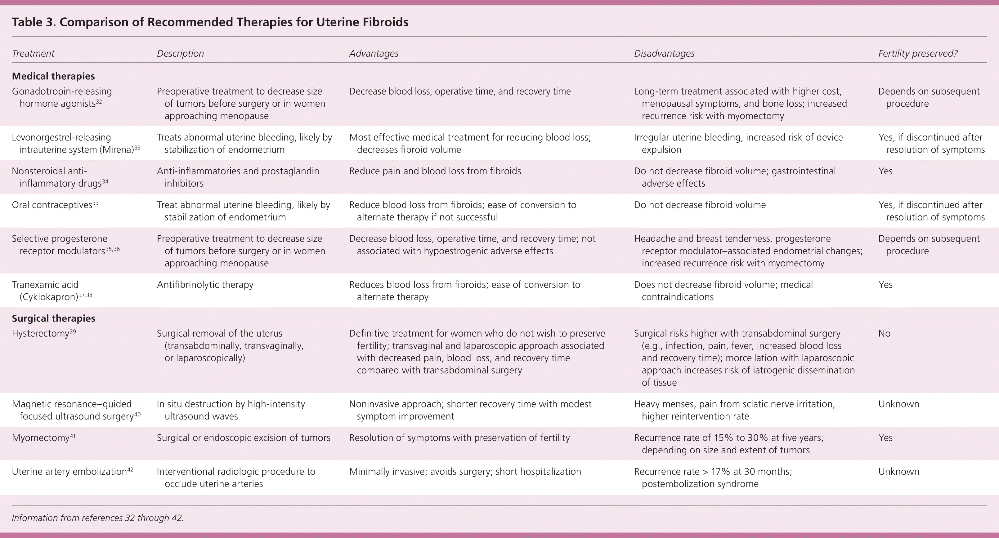 Table 3. Comparison of Recommended Therapies for Uterine Fibroids
Treatment Description Advantages Disadvantages Fertility preserved?
Medical therapies
Gonadotropin-releasing
hormone agonists32
Preoperative treatment to decrease size
of tumors before surgery or in women
approaching menopause
Decrease blood loss, operative time, and recovery time
Long-term treatment associated with higher cost,
menopausal symptoms, and bone loss; increased
recurrence risk with myomectomy
Depends on subsequent
procedure
Levonorgestrel-releasing
intrauterine system (Mirena)33
Treats abnormal uterine bleeding, likely by
stabilization of endometrium
Most effective medical treatment for reducing blood loss;
decreases fibroid volume
Irregular uterine bleeding, increased risk of device
expulsion
Yes, if discontinued after
resolution of symptoms
Nonsteroidal anti-
inflammatory drugs34
Anti-inflammatories and prostaglandin
inhibitors
Reduce pain and blood loss from fibroids
Do not decrease fibroid volume; gastrointestinal
adverse effects
Yes
Oral contraceptives33
Treat abnormal uterine bleeding, likely by
stabilization of endometrium
Reduce blood loss from fibroids; ease of conversion to
alternate therapy if not successful
Do not decrease fibroid volume
Yes, if discontinued after
resolution of symptoms
Selective progesterone
receptor modulators35,36
Preoperative treatment to decrease size
of tumors before surgery or in women
approaching menopause
Decrease blood loss, operative time, and recovery time; not
associated with hypoestrogenic adverse effects
Headache and breast tenderness, progesterone
receptor modulator–associated endometrial changes;
increased recurrence risk with myomectomy
Depends on subsequent
procedure
Tranexamic acid
(Cyklokapron)37,38
Antifibrinolytic therapy
Reduces blood loss from fibroids; ease of conversion to
alternate therapy
Does not decrease fibroid volume; medical
contraindications
Yes
Surgical therapies
Hysterectomy39
Surgical removal of the uterus
(transabdominally, transvaginally,
or laparoscopically)
Definitive treatment for women who do not wish to preserve
fertility; transvaginal and laparoscopic approach associated
with decreased pain, blood loss, and recovery time
compared with transabdominal surgery
Surgical risks higher with transabdominal surgery
(e.g., infection, pain, fever, increased blood loss
and recovery time); morcellation with laparoscopic
approach increases risk of iatrogenic dissemination
of tissue
No
Magnetic resonance–guided
focused ultrasound surgery40
In situ destruction by high-intensity
ultrasound waves
Noninvasive approach; shorter recovery time with modest
symptom improvement
Heavy menses, pain from sciatic nerve irritation,
higher reintervention rate
Unknown
Myomectomy41
Surgical or endoscopic excision of tumors
Resolution of symptoms with preservation of fertility
Recurrence rate of 15% to 30% at five years,
depending on size and extent of tumors
Yes
Uterine artery embolization42
Interventional radiologic procedure to
occlude uterine arteries
Minimally invasive; avoids surgery; short hospitalization
Recurrence rate > 17% at 30 months;
postembolization syndrome
Unknown
Information from references 32 through 42.